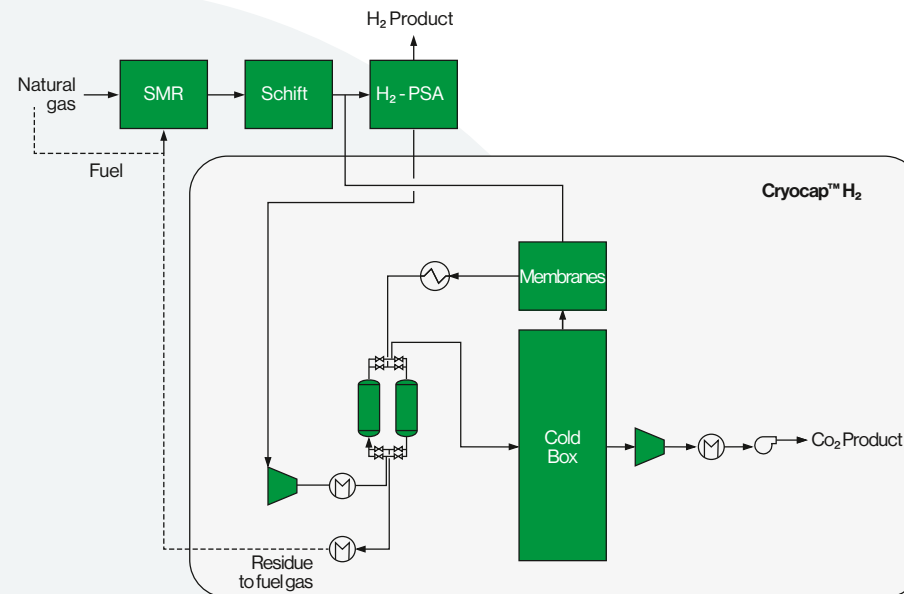 H₂ Product
Natural
gas
SMR
Schift
H₂-PSA
Fuel
Cryocap™ H₂
Membranes
Cold
Box
Co₂ Product
Residue
to fuel gas